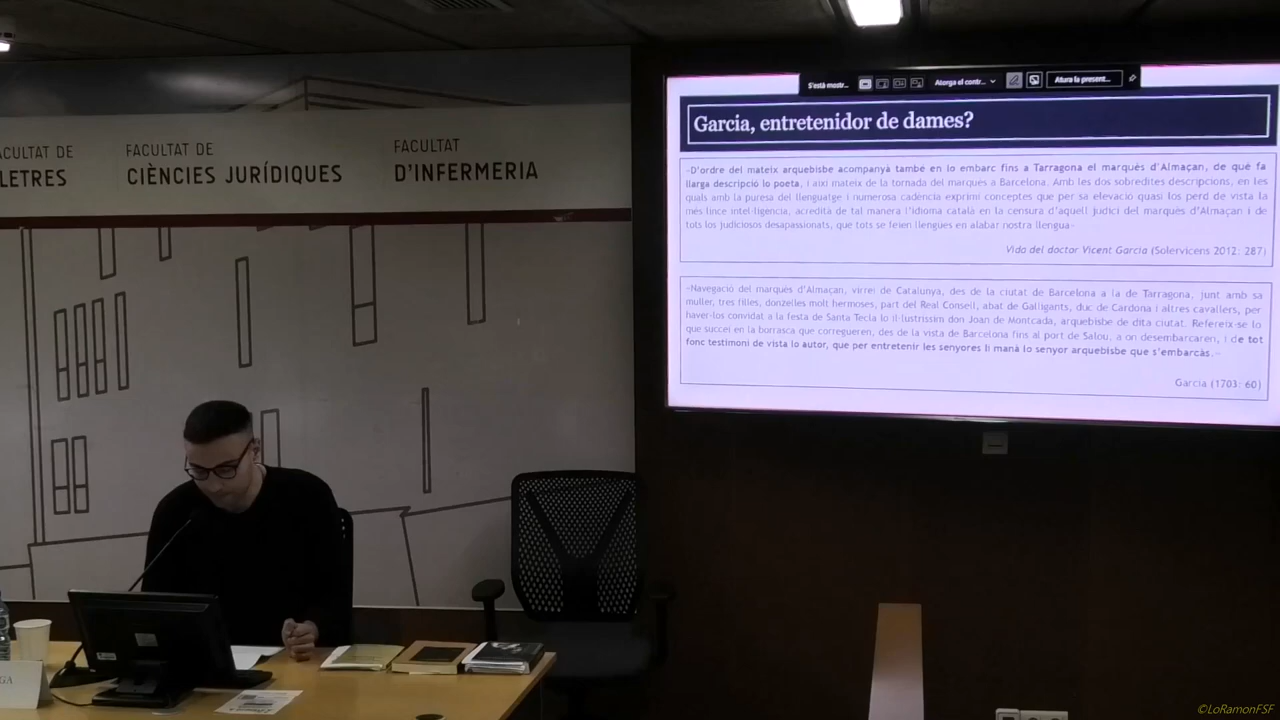 ACULTAT DE
LETRES
FACULTAT DE
CIÈNCIES JURÍDIQUES
FACULTAT
D'INFERMERIA
S'està mostr...
Atorga el contr...
Atura la present...
Garcia, entretenidor de dames?
«D'ordre del mateix arquebisbe acompanyà també en lo embarc fins a Tarragona el marquès d'Almaçan, de què fa
llarga descripció lo poeta, i així mateix de la tornada del marquès a Barcelona. Amb les dos sobredites descripcions, en les
quals amb la puresa del llenguatge i numerosa cadència exprimí conceptes que per sa elevació quasi los perd de vista la
més lince intel·ligència, acredità de tal manera l'idioma català en la censura d'aquell judici del marquès d'Almaçan i de
tots los judiciosos desapassionats, que tots se feien llengues en alabar nostra llengua»
Vida del doctor Vicent Garcia (Solervicens 2012: 287)
«Navegació del marquès d'Almaçan, virrei de Catalunya, des de la ciutat de Barcelona a la de Tarragona, junt amb sa
muller, tres filles, donzelles molt hermoses, part del Real Consell, abat de Galligants, duc de Cardona i altres cavallers, per
haver-los convidat a la festa de Santa Tecla lo il·lustríssim don Joan de Montcada, arquebisbe de dita ciutat. Refereix-se lo
que succeí en la borrasca que corregueren, des de la vista de Barcelona fins al port de Salou, a on desembarcaren, i de tot
fonc testimoni de vista lo autor, que per entretenir les senyores li manà lo senyor arquebisbe que s'embarcàs.»
Garcia (1703: 60)
GA
©LoRamonFSF